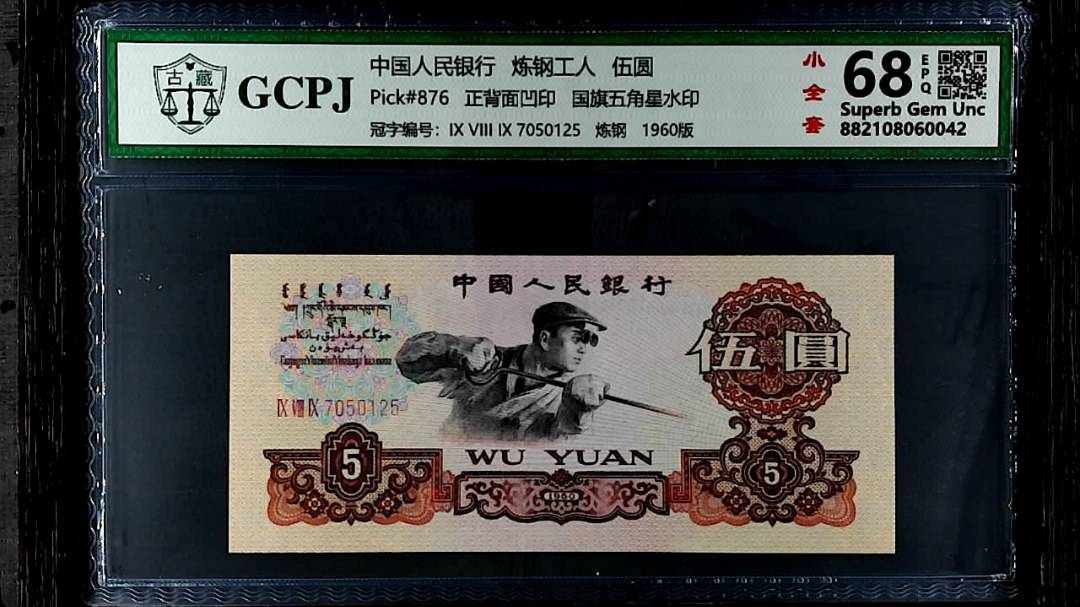 古 藏
GCPJ
中国人民银行 炼钢工人 伍圆
Pick#876 正背面凹印 国旗五角星水印
冠字编号：IX VIII IX 7050125 炼钢 1960版
小全套
68 EPQ
Superb Gem Unc
882108060042
中國人民銀行
伍圓
IX VIII IX 7050125
WU YUAN
5
1960
5